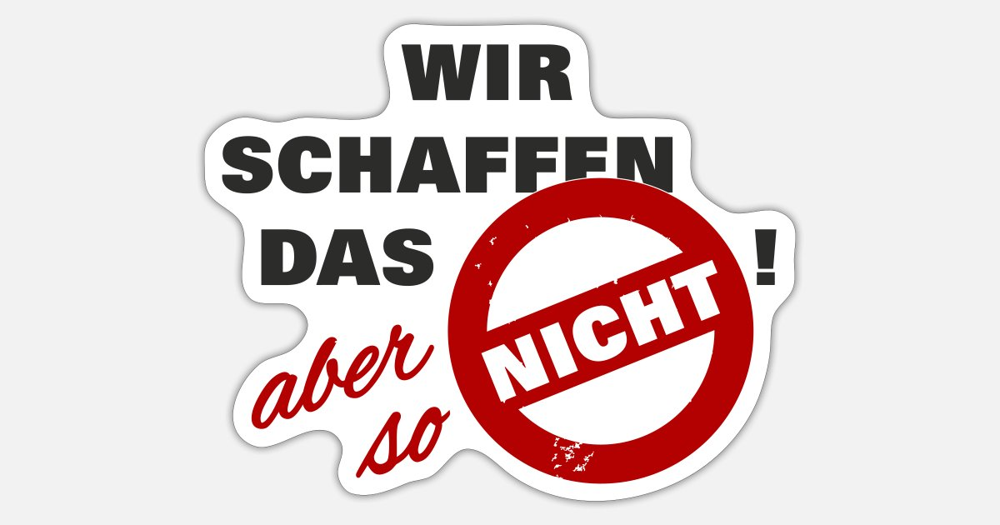 WIR
SCHAFFEN
DAS NICHT !
aber
so